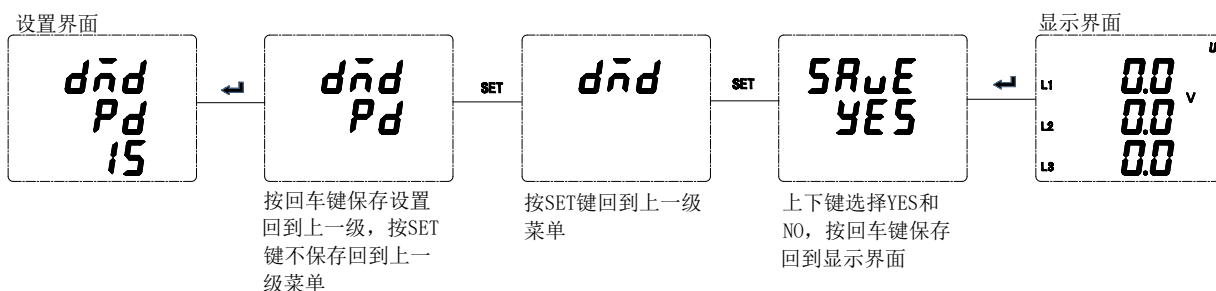 设置界面
显示界面
dmd
Pd
15
dmd
Pd
SET
dmd
SET
SAvE
YES
U
L1 0.0 V
L2 0.0
L3 0.0
按回车键保存设置
回到上一级，按SET
键不保存回到上一
级菜单
按SET键回到上一级
菜单
上下键选择YES和
NO，按回车键保存
回到显示界面